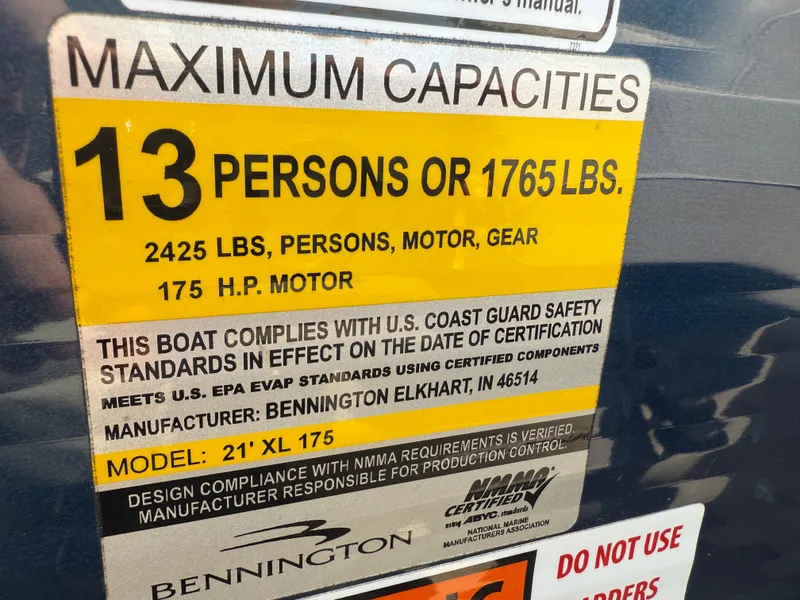 manual.
7221
MAXIMUM CAPACITIES
13 PERSONS OR 1765 LBS.
2425 LBS, PERSONS, MOTOR, GEAR
175 H.P. MOTOR
THIS BOAT COMPLIES WITH U.S. COAST GUARD SAFETY
STANDARDS IN EFFECT ON THE DATE OF CERTIFICATION
MEETS U.S. EPA EVAP STANDARDS USING CERTIFIED COMPONENTS
MANUFACTURER: BENNINGTON ELKHART, IN 46514
MODEL: 21' XL 175
DESIGN COMPLIANCE WITH NMMA REQUIREMENTS IS VERIFIED.
MANUFACTURER RESPONSIBLE FOR PRODUCTION CONTROL.
BENNINGTON
NMMA
CERTIFIED
using ABYC. standards
NATIONAL MARINE
MANUFACTURERS ASSOCIATION
DO NOT USE